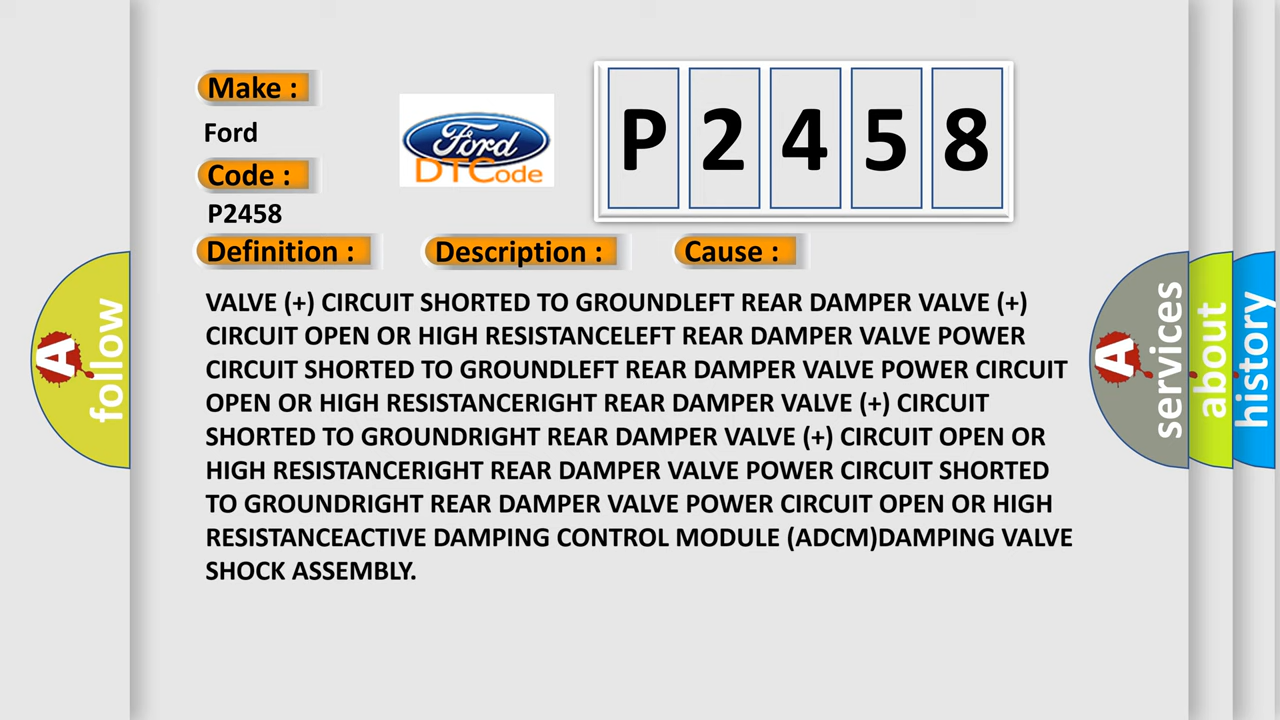 Make :
Ford
Code :
P2458
Ford
DTCode
P2458
Definition :
Description :
Cause :
VALVE (+) CIRCUIT SHORTED TO GROUNDLEFT REAR DAMPER VALVE (+)
CIRCUIT OPEN OR HIGH RESISTANCELEFT REAR DAMPER VALVE POWER
CIRCUIT SHORTED TO GROUNDLEFT REAR DAMPER VALVE POWER CIRCUIT
OPEN OR HIGH RESISTANCERIGHT REAR DAMPER VALVE (+) CIRCUIT
SHORTED TO GROUNDRIGHT REAR DAMPER VALVE (+) CIRCUIT OPEN OR
HIGH RESISTANCERIGHT REAR DAMPER VALVE POWER CIRCUIT SHORTED
TO GROUNDRIGHT REAR DAMPER VALVE POWER CIRCUIT OPEN OR HIGH
RESISTANCEACTIVE DAMPING CONTROL MODULE (ADCM)DAMPING VALVE
SHOCK ASSEMBLY.
A
follow
A
services
about
history